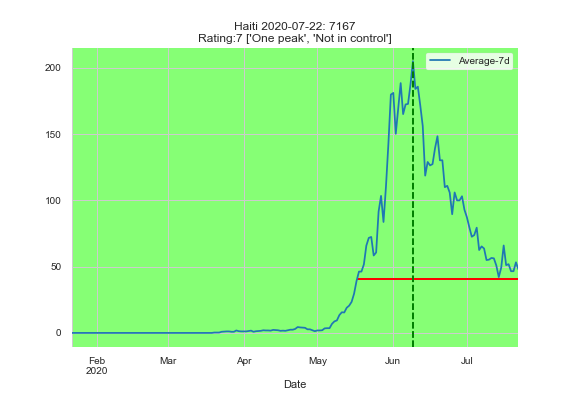 Haiti 2020-07-22: 7167
Rating:7 ['One peak', 'Not in control']
Average-7d
200
150
100
50
0
Feb Mar Apr May Jun Jul
2020
Date